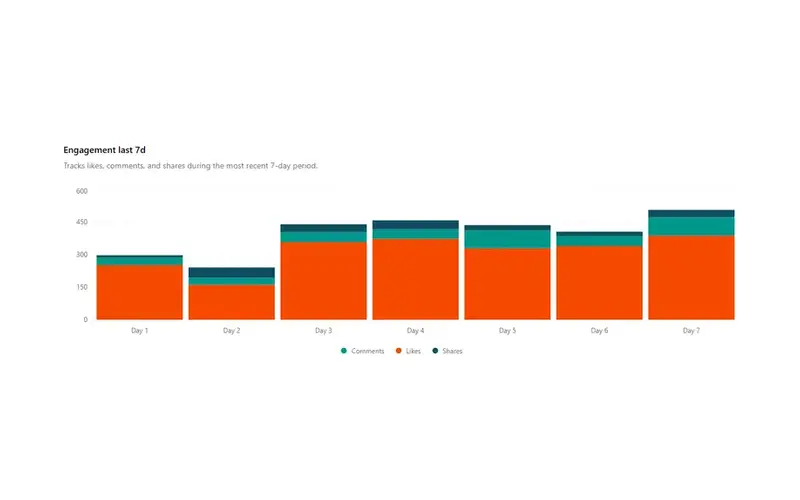 Engagement last 7d
Tracks likes, comments, and shares during the most recent 7-day period.
600
450
300
150
0
Day 1 Day 2 Day 3 Day 4 Day 5 Day 6 Day 7
Comments Likes Shares